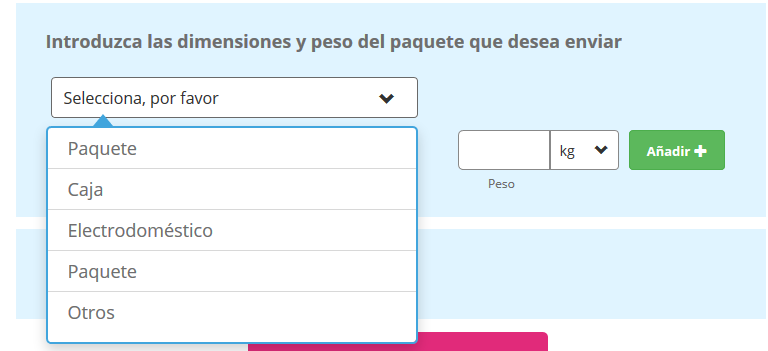 Introduzca las dimensiones y peso del paquete que desea enviar
Selecciona, por favor
Paquete
Caja
Electrodoméstico
Paquete
Otros
kg
Añadir
Peso